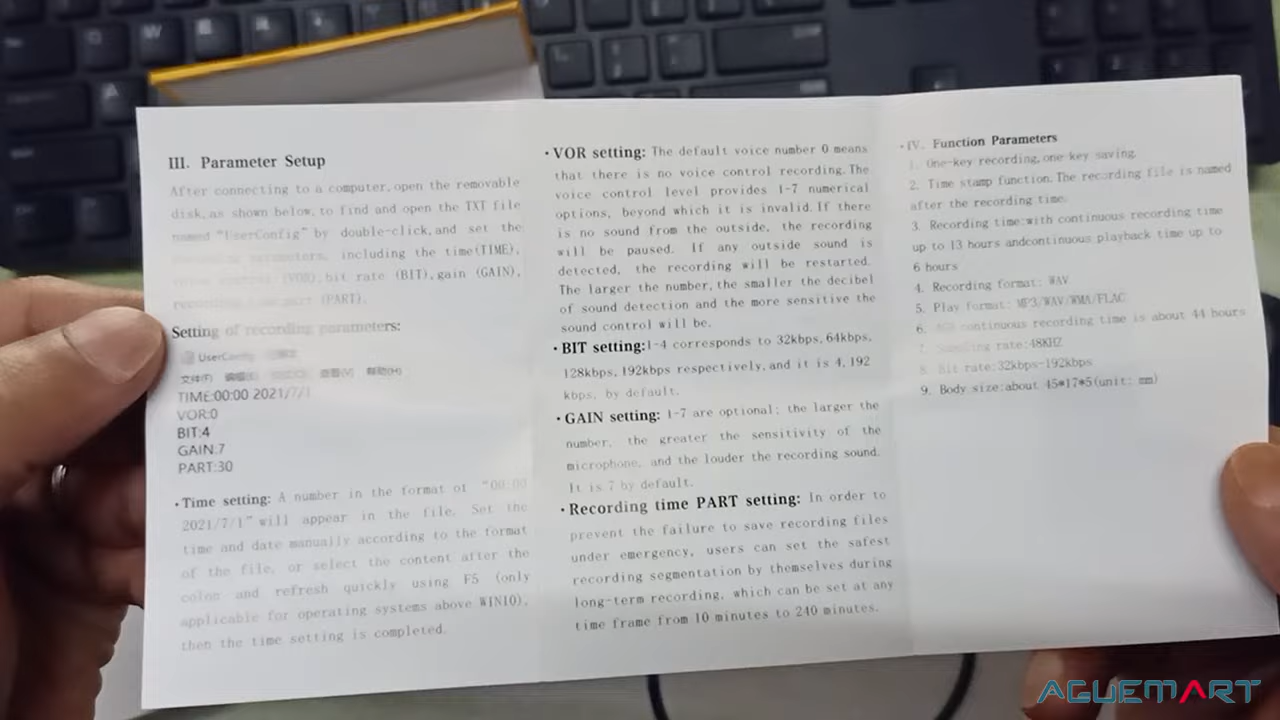 III. Parameter Setup
After connecting to a computer, open the removable
disk, as shown below, to find and open the TXT file
named "UserConfig" by double-click, and set the
parameters, including the time(TIME),
(VOR), bit rate (BIT), gain (GAIN),
(PART).
Setting of recording parameters:
UserConfig
文件(F) 编辑(E) 查看(V) 帮助(H)
TIME:00:00 2021/7/1
VOR:0
BIT:4
GAIN:7
PART:30
·Time setting: A number in the format of "00:00
2021/7/1" will appear in the file. Set the
time and date manually according to the format
of the file, or select the content after the
colon and refresh quickly using F5 (only
applicable for operating systems above WIN10),
then the time setting is completed.
·VOR setting: The default voice number 0 means
that there is no voice control recording. The
voice control level provides 1-7 numerical
options, beyond which it is invalid. If there
is no sound from the outside, the recording
will be paused. If any outside sound is
detected, the recording will be restarted.
The larger the number, the smaller the decibel
of sound detection and the more sensitive the
sound control will be.
·BIT setting:1-4 corresponds to 32kbps, 64kbps,
128kbps, 192kbps respectively, and it is 4, 192
kbps, by default.
·GAIN setting: 1-7 are optional; the larger the
number, the greater the sensitivity of the
microphone, and the louder the recording sound.
It is 7 by default.
·Recording time PART setting: In order to
prevent the failure to save recording files
under emergency, users can set the safest
recording segmentation by themselves during
long-term recording, which can be set at any
time frame from 10 minutes to 240 minutes.
·IV. Function Parameters
1. One-key recording, one-key saving.
2. Time stamp function. The recording file is named
after the recording time.
3. Recording time:with continuous recording time
up to 13 hours andcontinuous playback time up to
6 hours
4. Recording format: WAV
5. Play format: MP3/WAV/WMA/FLAC
6. continuous recording time is about 44 hours
7. Sampling rate:48KHZ
8. Bit rate:32kbps-192kbps
9. Body size:about 45*17*5(unit: mm)
AGUEMART